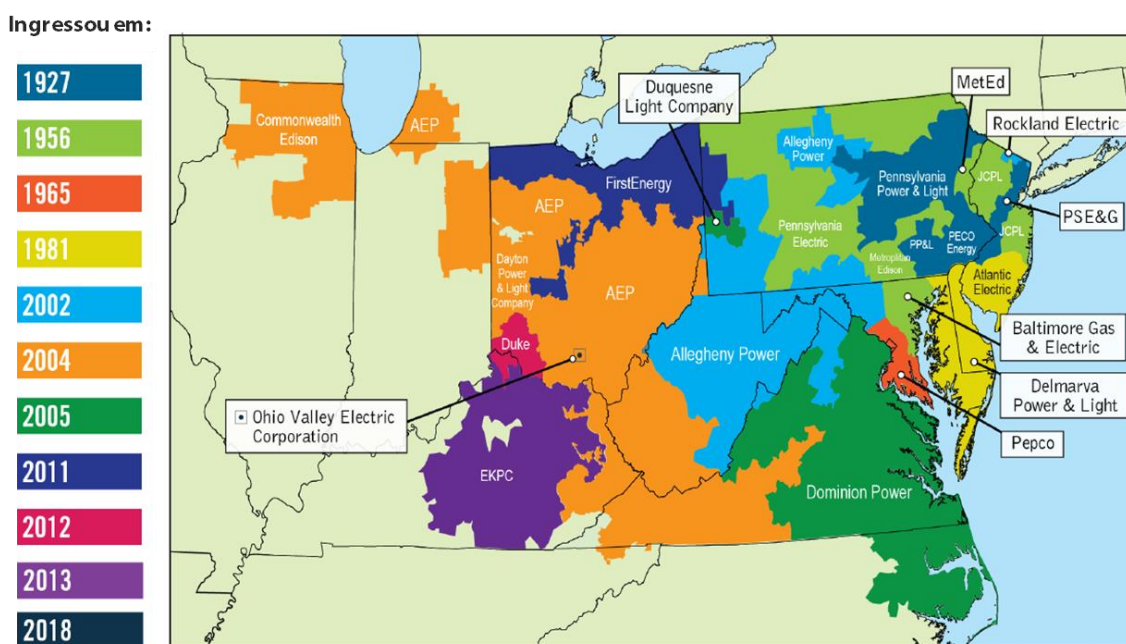 Ingressou em:
1927
1956
1965
1981
2002
2004
2005
2011
2012
2013
2018
Commonwealth
Edison
AEP
Duquesne
Light Company
MetEd
Rockland Electric
Allegheny
Power
Pennsylvania
Power & Light
JCPL
PSE&G
FirstEnergy
AEP
Pennsylvania
Electric
PP&L
PECO
Energy
JCPL
Metroplitan
Edison
Dayton
Power
& Light
Company
AEP
Atlantic
Electric
Duke
Allegheny Power
Baltimore Gas
& Electric
Ohio Valley Electric
Corporation
Delmarva
Power & Light
Pepco
EKPC
Dominion Power